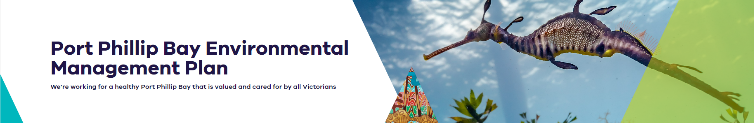 Port Phillip Bay Environmental
Management Plan
We're working for a healthy Port Phillip Bay that is valued and cared for by all Victorians